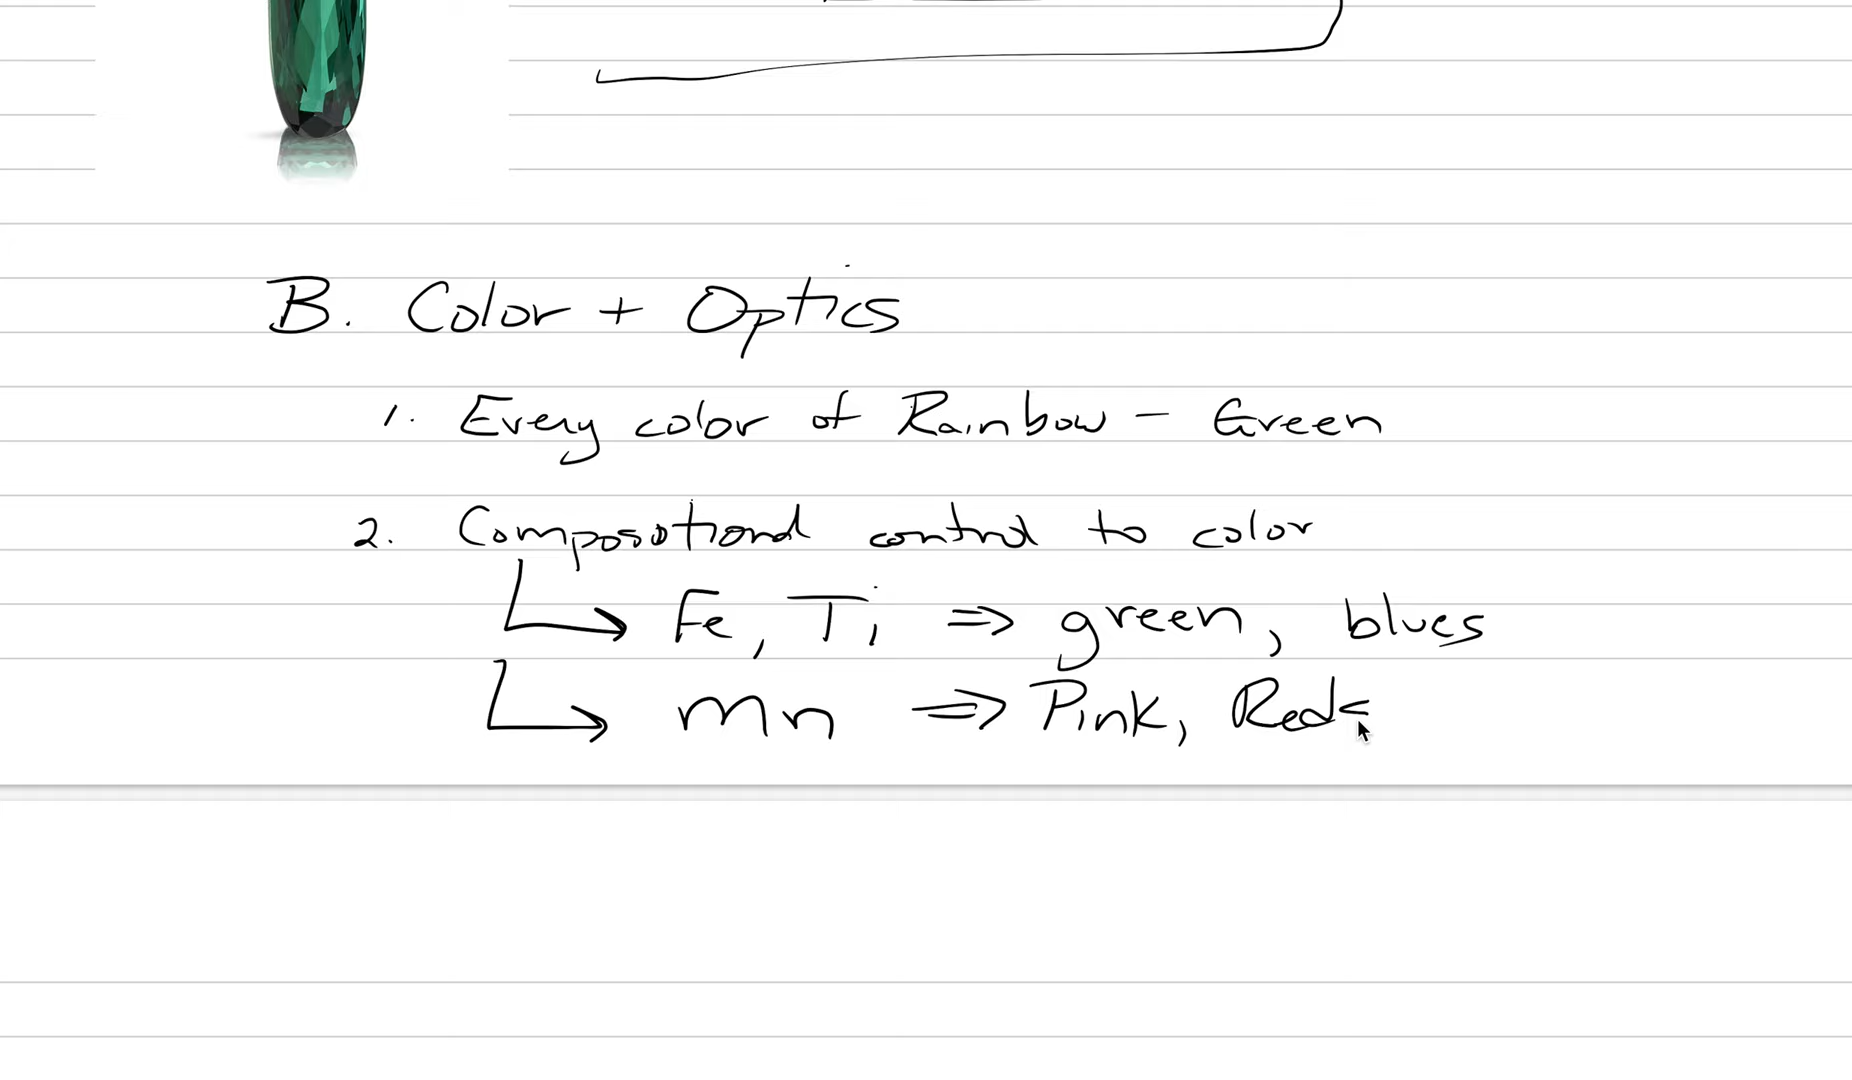 B. Color + Optics
1. Every color of Rainbow - Green
2. Compositional control to color
Fe, Ti => green, blues
Mn => Pink, Reds